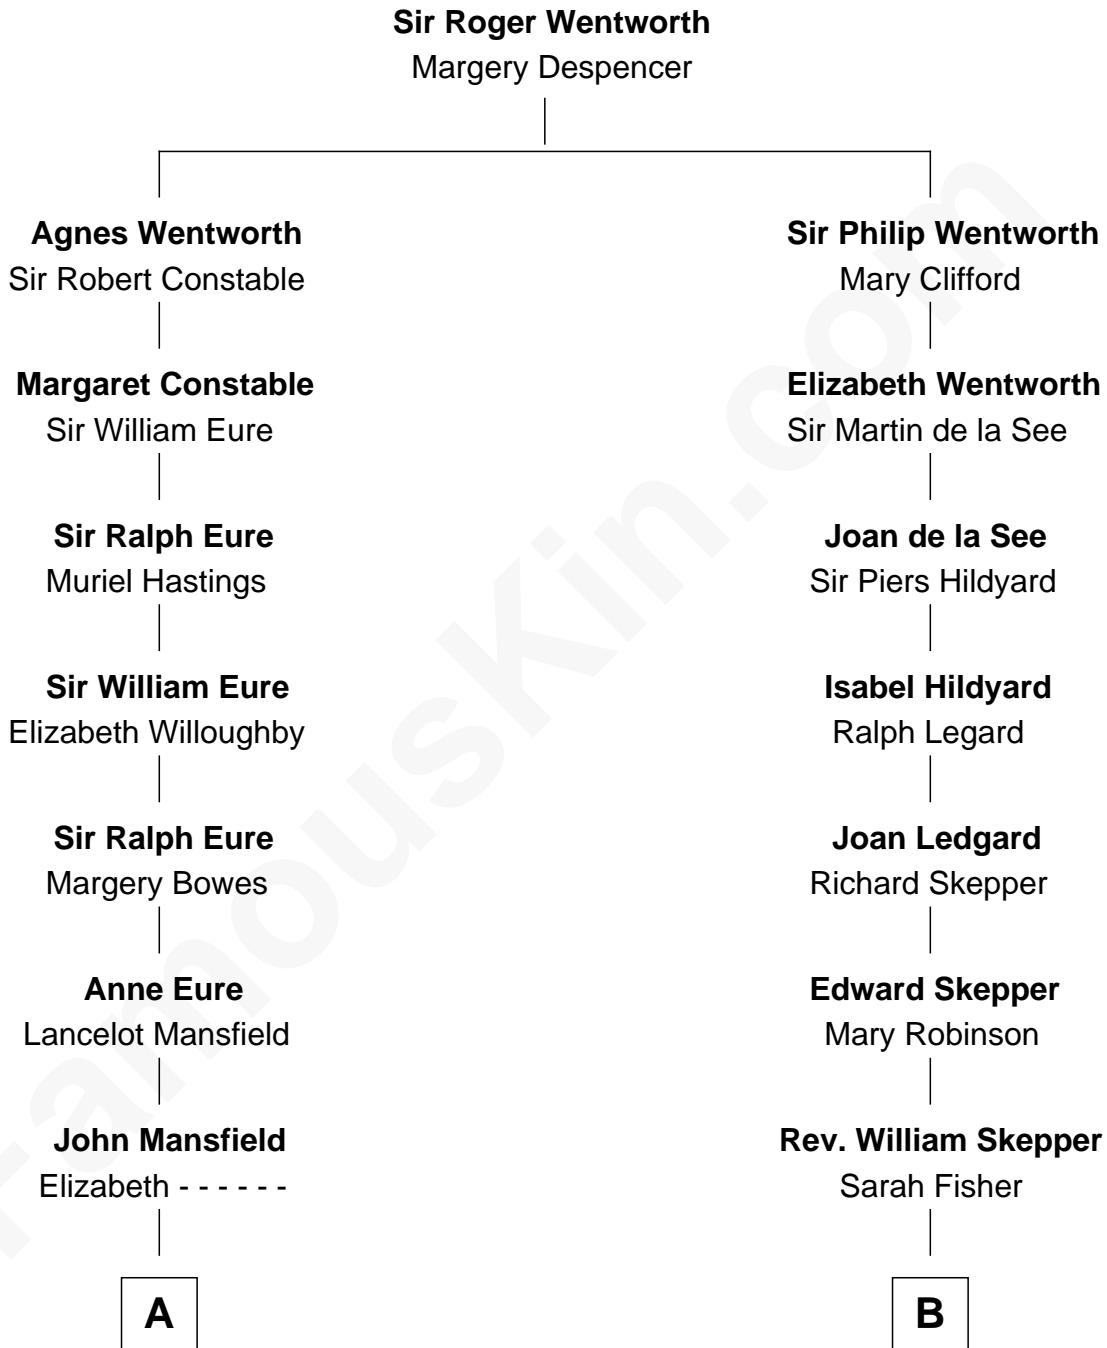 Sir Roger Wentworth
Margery Despencer
Agnes Wentworth
Sir Robert Constable
Margaret Constable
Sir William Eure
Sir Ralph Eure
Muriel Hastings
Sir William Eure
Elizabeth Willoughby
Sir Ralph Eure
Margery Bowes
Anne Eure
Lancelot Mansfield
John Mansfield
Elizabeth - - - - - -
A
Sir Philip Wentworth
Mary Clifford
Elizabeth Wentworth
Sir Martin de la See
Joan de la See
Sir Piers Hildyard
Isabel Hildyard
Ralph Legard
Joan Ledgard
Richard Skepper
Edward Skepper
Mary Robinson
Rev. William Skepper
Sarah Fisher
B
FamousKin.com